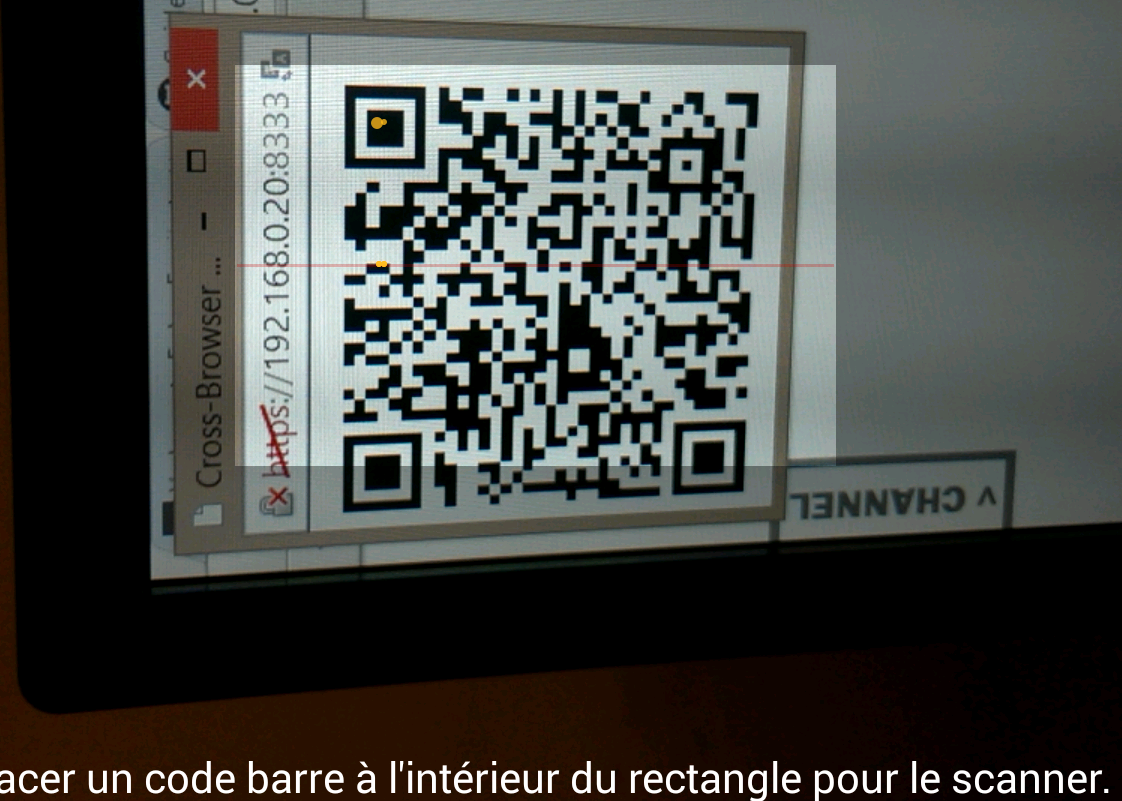 Cross-Browser ...
https://192.168.0.20:8333
CHANNEL
acer un code barre à l'intérieur du rectangle pour le scanner.